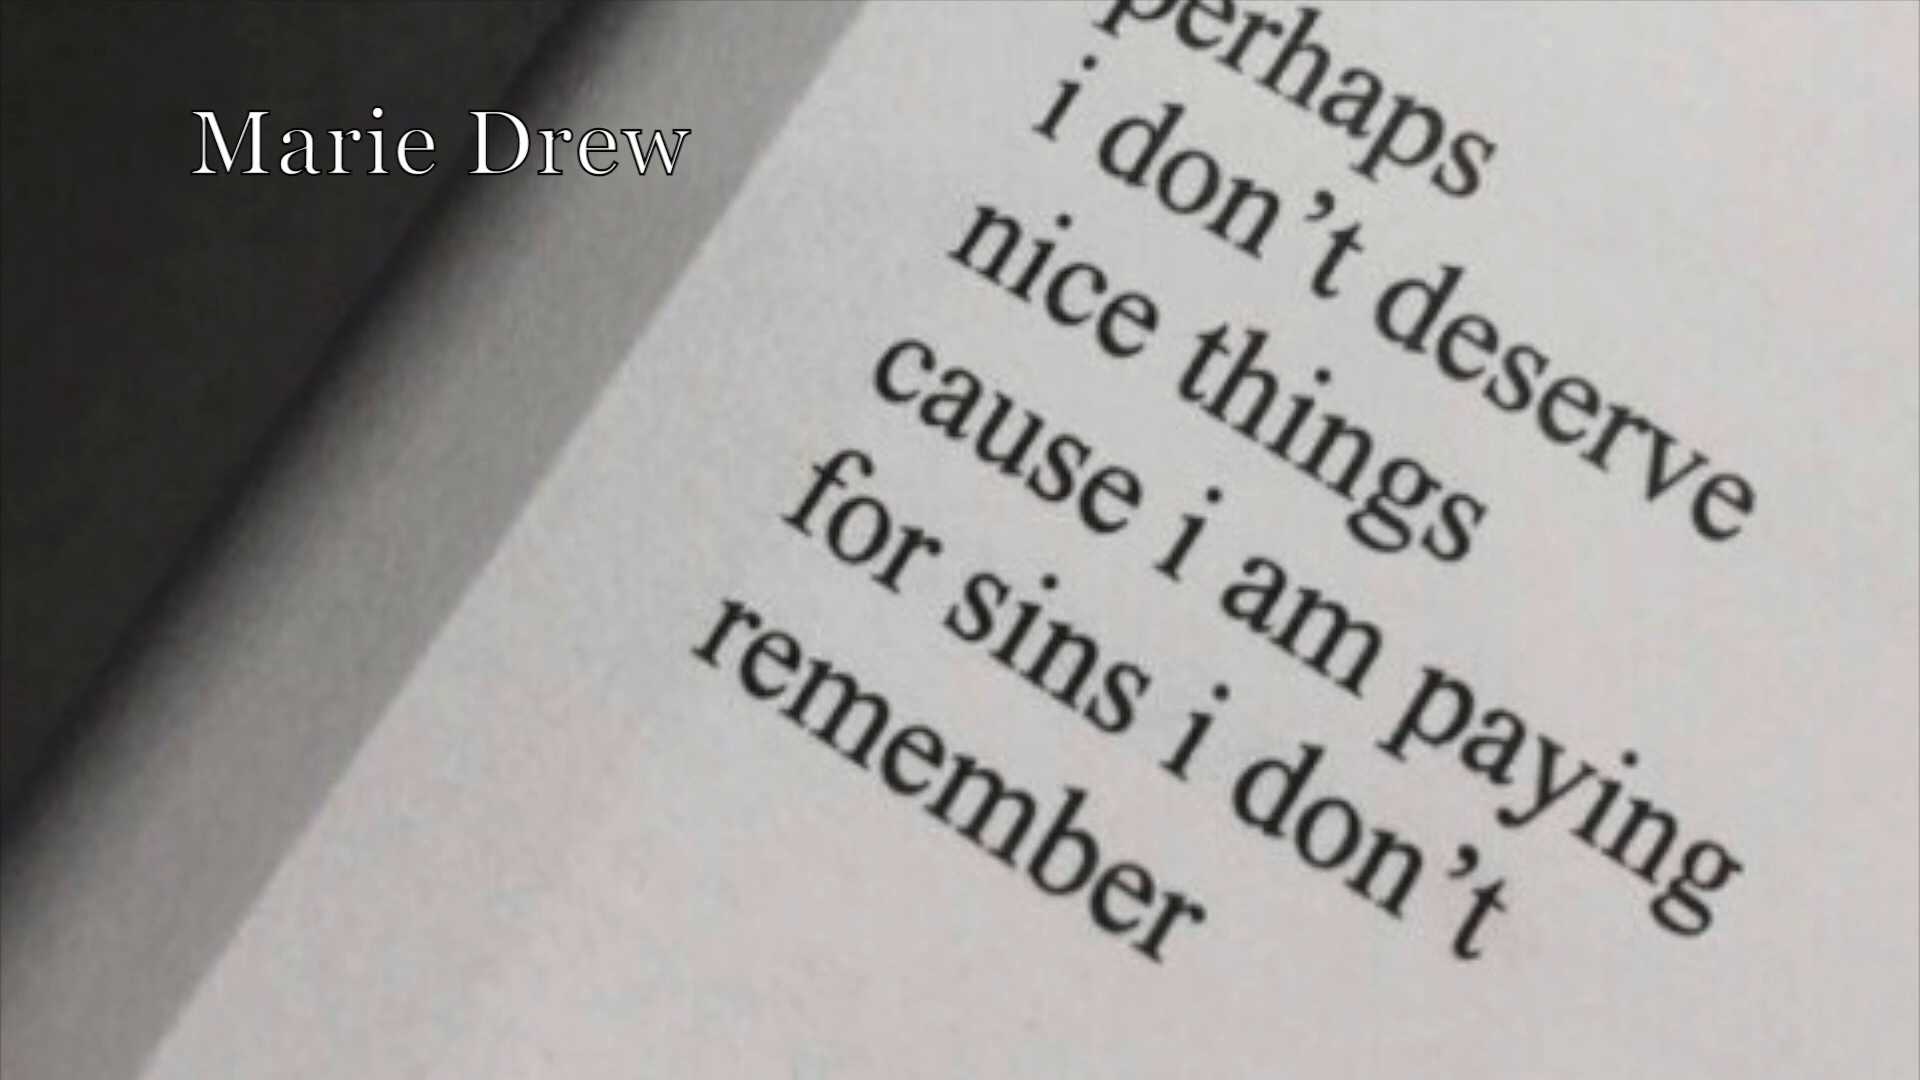 Marie Drew
perhaps
i don't deserve
nice things
cause i am paying
for sins i don't
remember